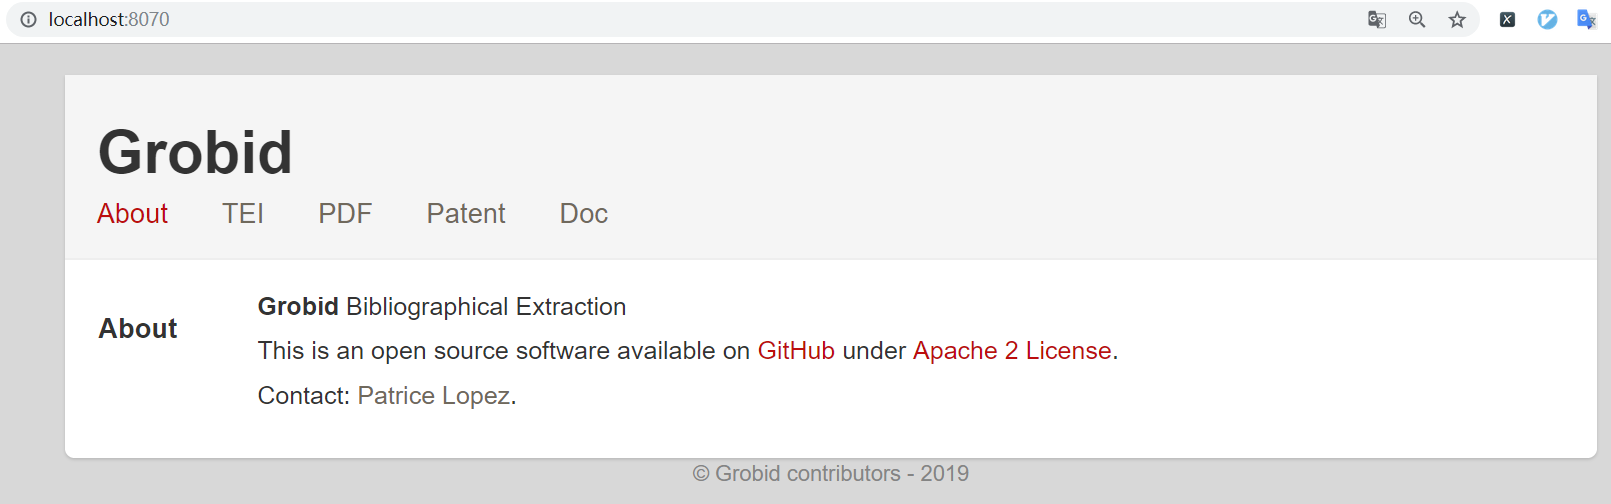 localhost:8070
Grobid
About TEI PDF Patent Doc
About
Grobid Bibliographical Extraction
This is an open source software available on GitHub under Apache 2 License.
Contact: Patrice Lopez.
© Grobid contributors - 2019